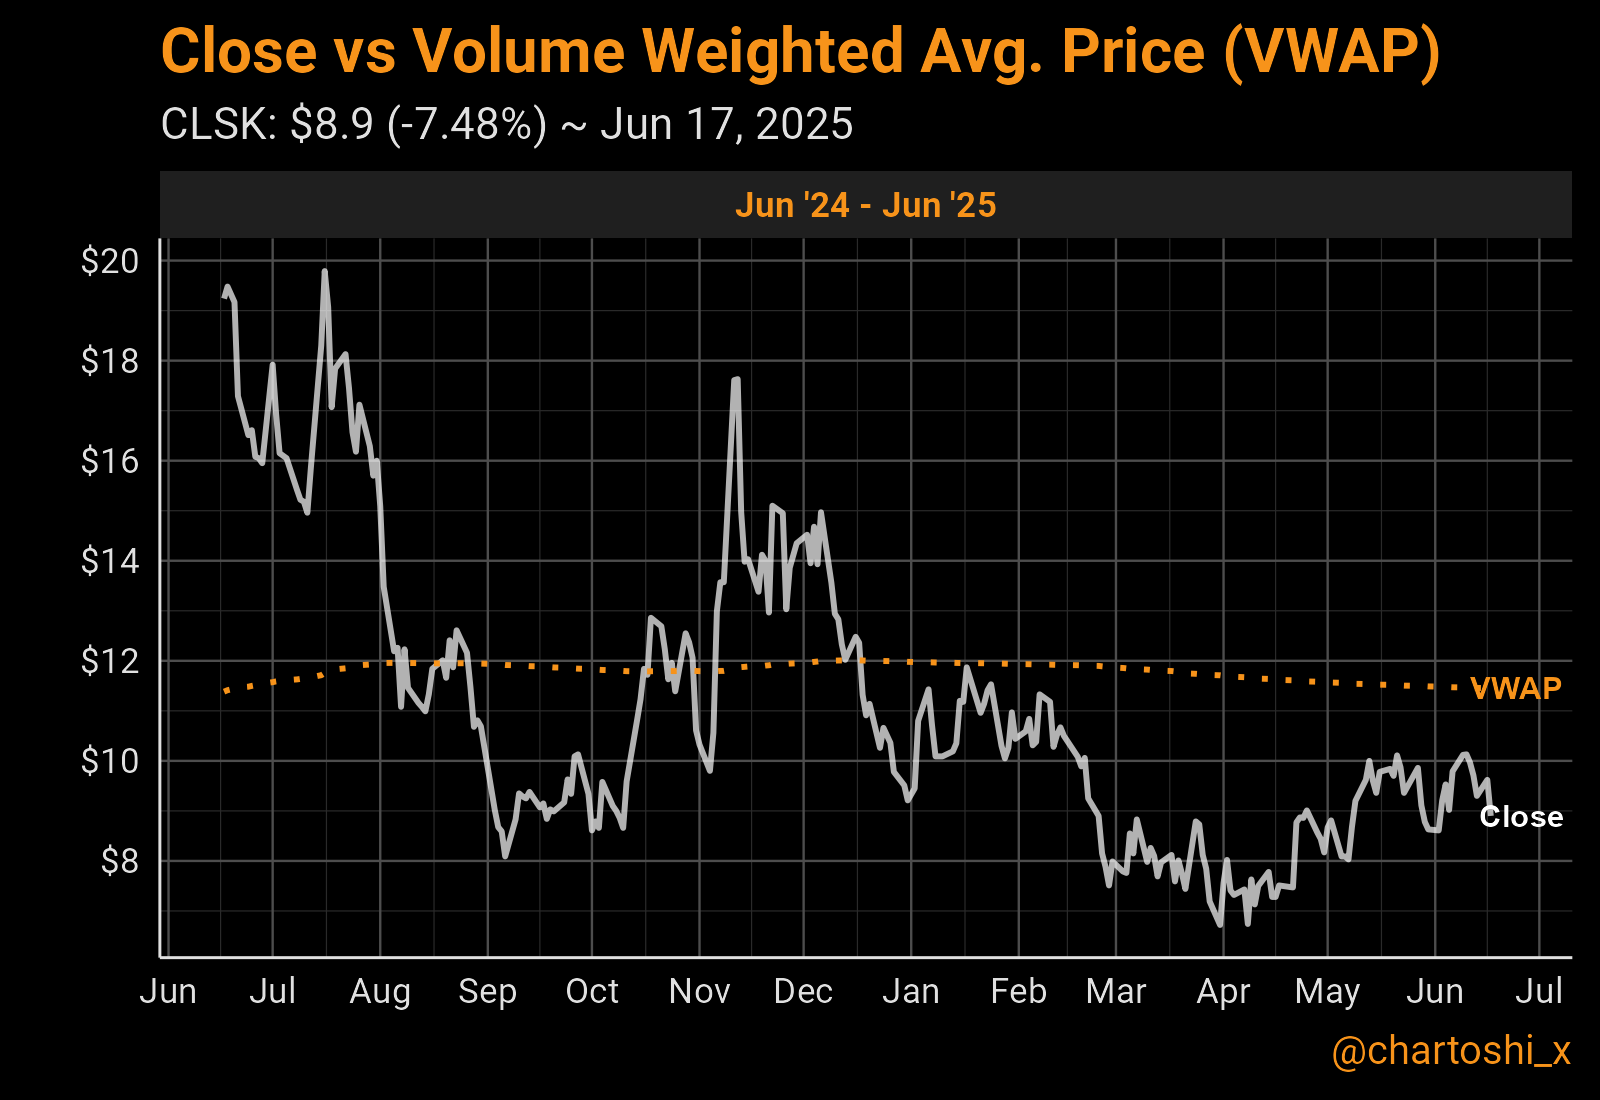 Close vs Volume Weighted Avg. Price (VWAP)
CLSK: $8.9 (-7.48%) ~ Jun 17, 2025
Jun '24 - Jun '25
$20
$18
$16
$14
$12
$10
$8
VWAP
Close
Jun Jul Aug Sep Oct Nov Dec Jan Feb Mar Apr May Jun Jul
@chartoshi_x